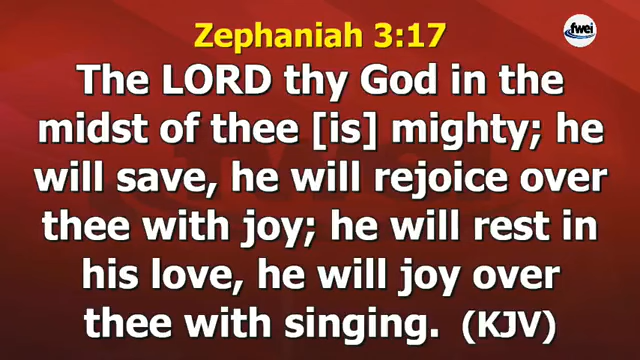 Zephaniah 3:17
fwei
The LORD thy God in the
midst of thee [is] mighty; he
will save, he will rejoice over
thee with joy; he will rest in
his love, he will joy over
thee with singing. (KJV)